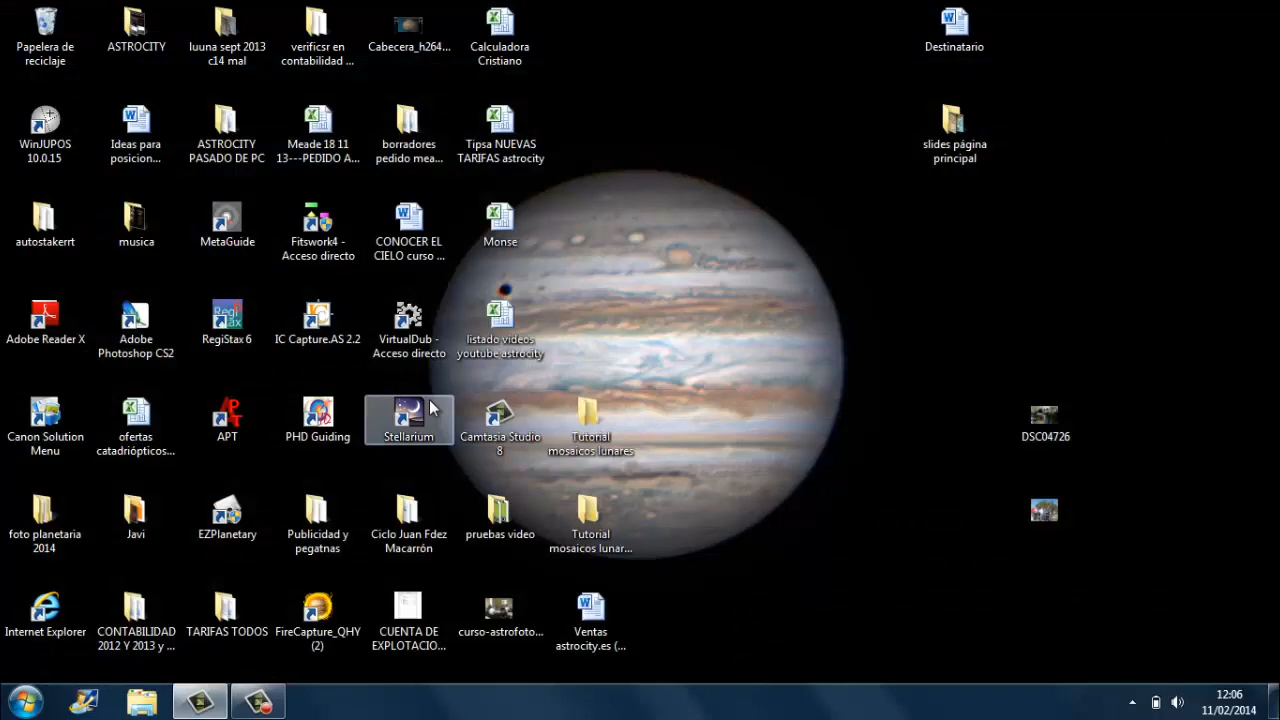 Papelera de
reciclaje
ASTROCITY
luuna sept 2013
c14 mal
verificsr en
contabilidad ...
Cabecera_h264...
Calculadora
Cristiano
Destinatario
WinJUPOS
10.0.15
Ideas para
posicion...
ASTROCITY
PASADO DE PC
Meade 18 11
13---PEDIDO A...
borradores
pedido mea...
Tipsa NUEVAS
TARIFAS astrocity
slides página
principal
autostakerrt
musica
MetaGuide
Fitswork4 -
Acceso directo
CONOCER EL
CIELO curso ...
Monse
Adobe Reader X
Adobe
Photoshop CS2
RegiStax 6
IC Capture.AS 2.2
VirtualDub -
Acceso directo
listado videos
youtube astrocity
Canon Solution
Menu
ofertas
catadriópticos...
APT
PHD Guiding
Stellarium
Camtasia Studio
8
Tutorial
mosaicos lunares
DSC04726
foto planetaria
2014
Javi
EZPlanetary
Publicidad y
pegatnas
Ciclo Juan Fdez
Macarrón
pruebas video
Tutorial
mosaicos lunar...
Internet Explorer
CONTABILIDAD
2012 Y 2013 y ...
TARIFAS TODOS
FireCapture_QHY
(2)
CUENTA DE
EXPLOTACIO...
curso-astrofoto...
Ventas
astrocity.es (...
12:06
11/02/2014